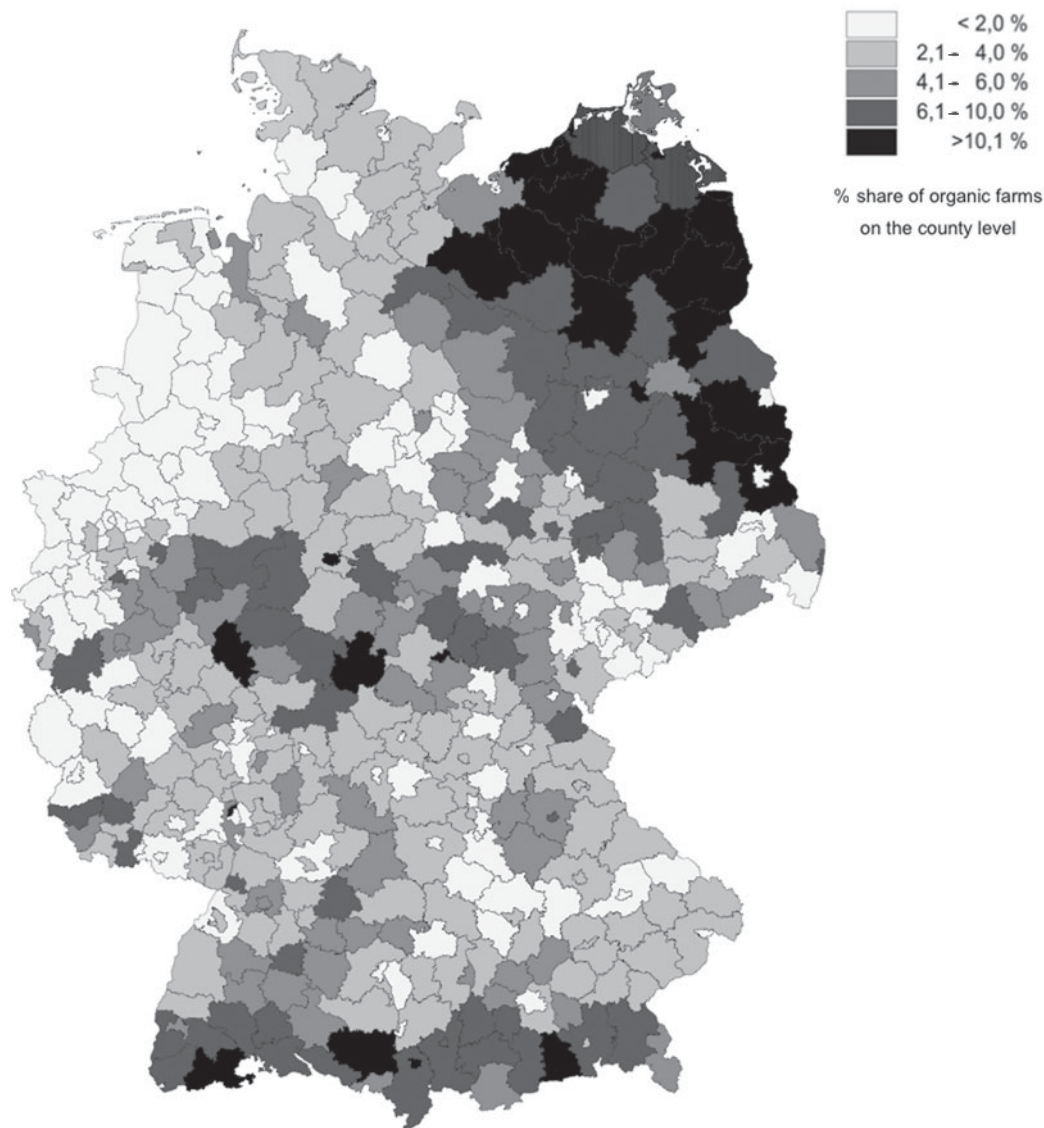 < 2,0 %
2,1– 4,0 %
4,1– 6,0 %
6,1– 10,0 %
>10,1 %
% share of organic farms
on the county level